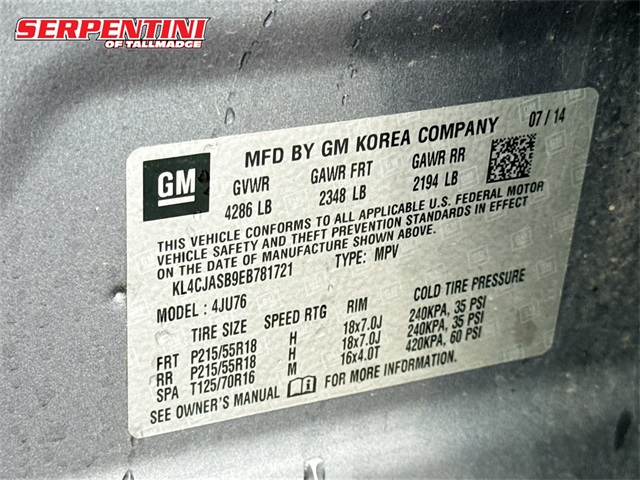 SERPENTINI
OF TALLMADGE
GM
MFD BY GM KOREA COMPANY
07 / 14
GVWR GAWR FRT GAWR RR
4286 LB 2348 LB 2194 LB
THIS VEHICLE CONFORMS TO ALL APPLICABLE U.S. FEDERAL MOTOR
VEHICLE SAFETY AND THEFT PREVENTION STANDARDS IN EFFECT
ON THE DATE OF MANUFACTURE SHOWN ABOVE.
KL4CJASB9EB781721 TYPE: MPV
MODEL : 4JU76
TIRE SIZE SPEED RTG RIM COLD TIRE PRESSURE
FRT P215/55R18 H 18x7.0J 240KPA, 35 PSI
RR P215/55R18 H 18x7.0J 240KPA, 35 PSI
SPA T125/70R16 M 16x4.0T 420KPA, 60 PSI
SEE OWNER'S MANUAL FOR MORE INFORMATION.